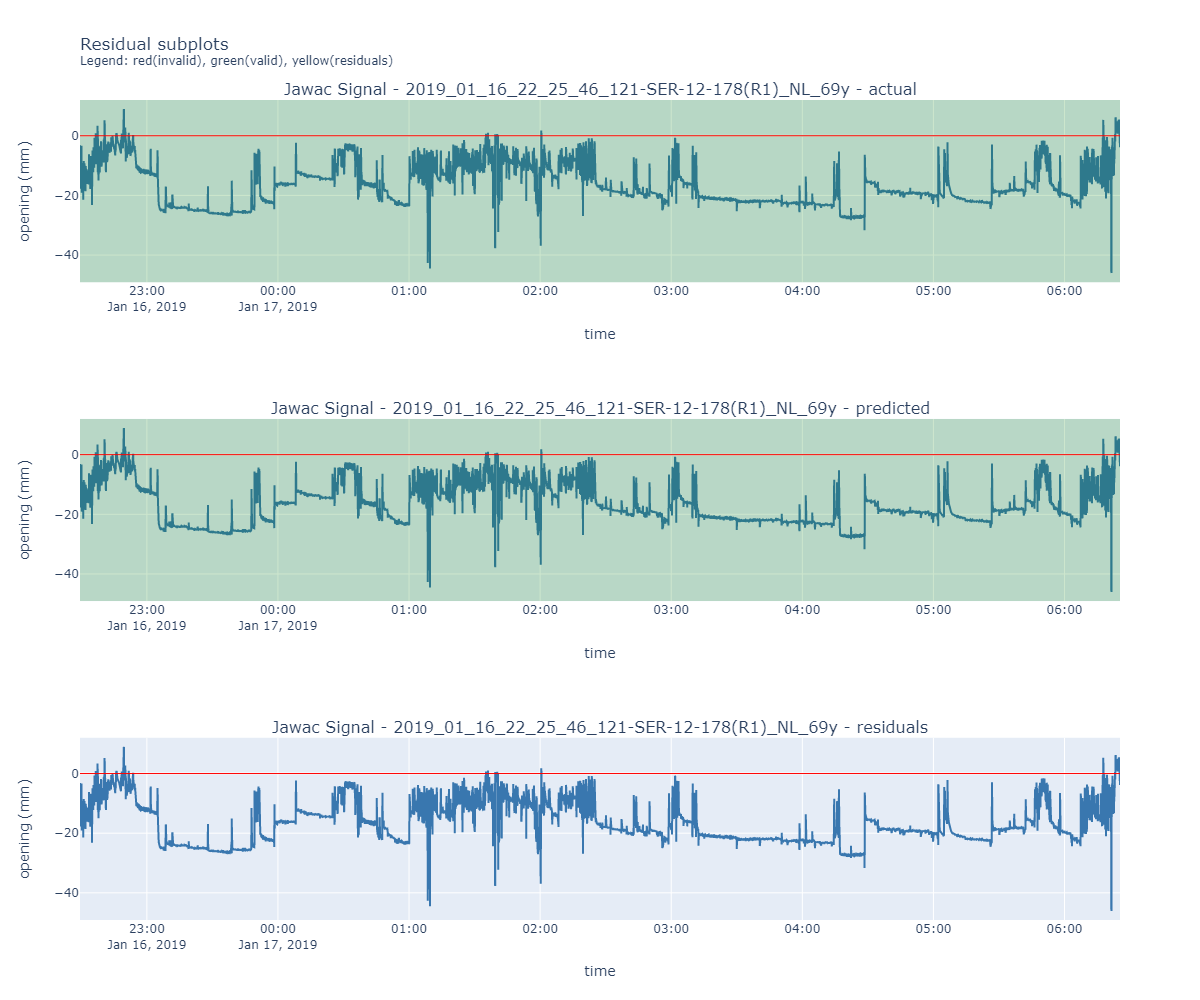 Residual subplots
Legend: red(invalid), green(valid), yellow(residuals)
Jawac Signal - 2019_01_16_22_25_46_121-SER-12-178(R1)_NL_69y - actual
opening (mm)
0
−20
−40
23:00 00:00 01:00 02:00 03:00 04:00 05:00 06:00
Jan 16, 2019 Jan 17, 2019
time
Jawac Signal - 2019_01_16_22_25_46_121-SER-12-178(R1)_NL_69y - predicted
opening (mm)
0
−20
−40
23:00 00:00 01:00 02:00 03:00 04:00 05:00 06:00
Jan 16, 2019 Jan 17, 2019
time
Jawac Signal - 2019_01_16_22_25_46_121-SER-12-178(R1)_NL_69y - residuals
opening (mm)
0
−20
−40
23:00 00:00 01:00 02:00 03:00 04:00 05:00 06:00
Jan 16, 2019 Jan 17, 2019
time